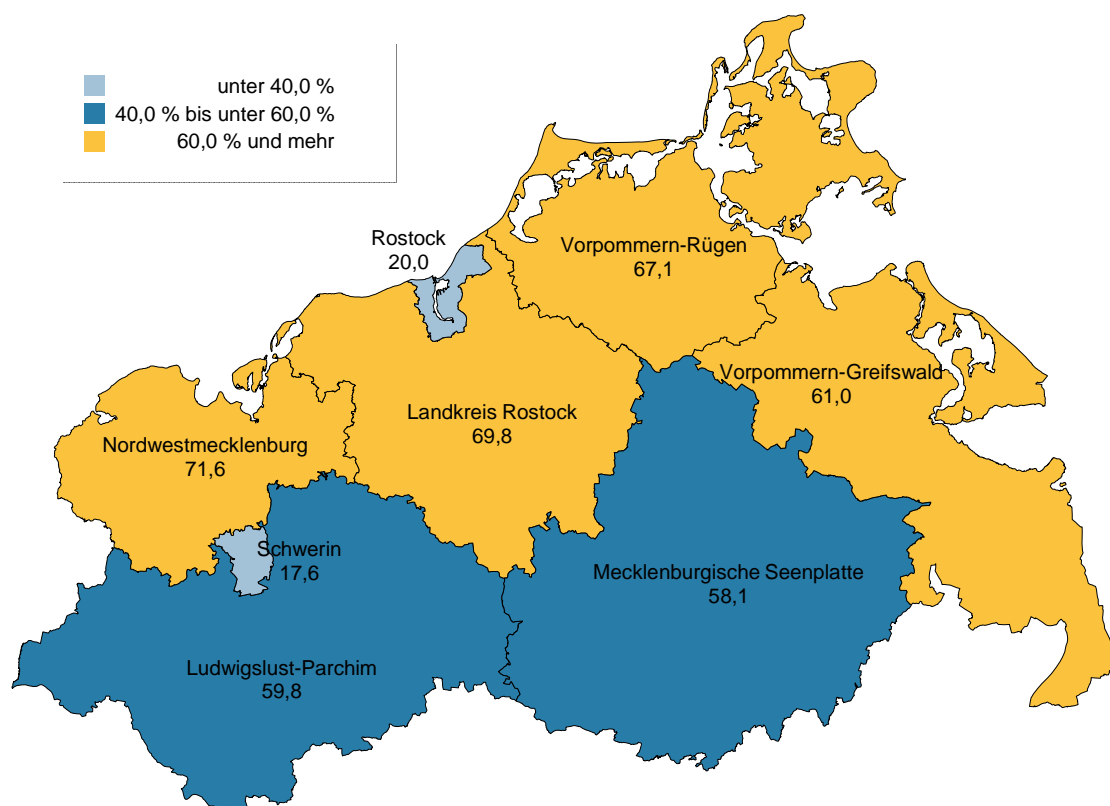 unter 40,0 %
40,0 % bis unter 60,0 %
60,0 % und mehr
Rostock
20,0
Vorpommern-Rügen
67,1
Vorpommern-Greifswald
61,0
Landkreis Rostock
69,8
Nordwestmecklenburg
71,6
Schwerin
17,6
Mecklenburgische Seenplatte
58,1
Ludwigslust-Parchim
59,8